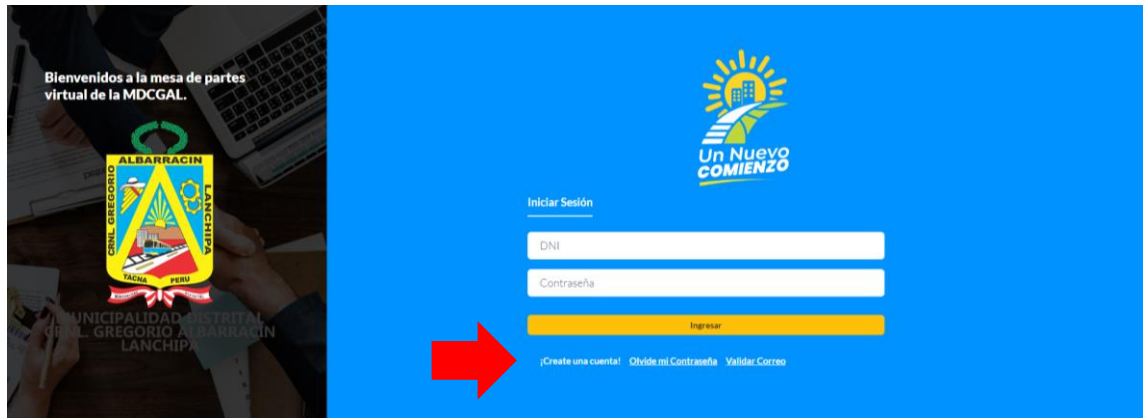 Bienvenidos a la mesa de partes
virtual de la MDCGAL.
ALBARRACIN
CRNL. GREGORIO
LANCHIPA
TACNA PERU
MUNICIPALIDAD DISTRITAL
CRNL. GREGORIO ALBARRACÍN
LANCHIPA
Un Nuevo
COMIENZO
Iniciar Sesión
DNI
Contraseña
Ingresar
¡Create una cuenta! Olvide mi Contraseña Validar Correo